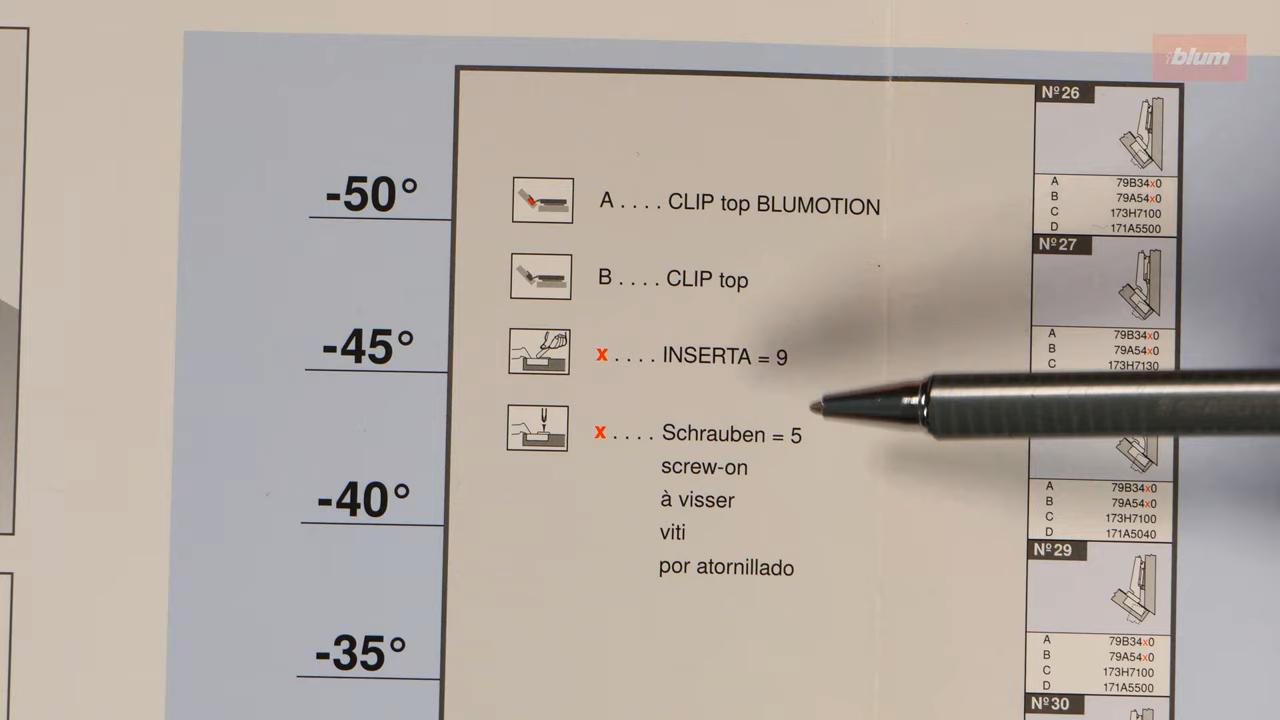 blum
-50°
-45°
-40°
-35°
A . . . . CLIP top BLUMOTION
B . . . . CLIP top
x . . . . INSERTA = 9
x . . . . Schrauben = 5
screw-on
à visser
viti
por atornillado
Nº26
A 79B34x0
B 79A54x0
C 173H7100
D 171A5500
Nº27
A 79B34x0
B 79A54x0
C 173H7130
A 79B34x0
B 79A54x0
C 173H7100
D 171A5040
Nº29
A 79B34x0
B 79A54x0
C 173H7100
D 171A5500
Nº30